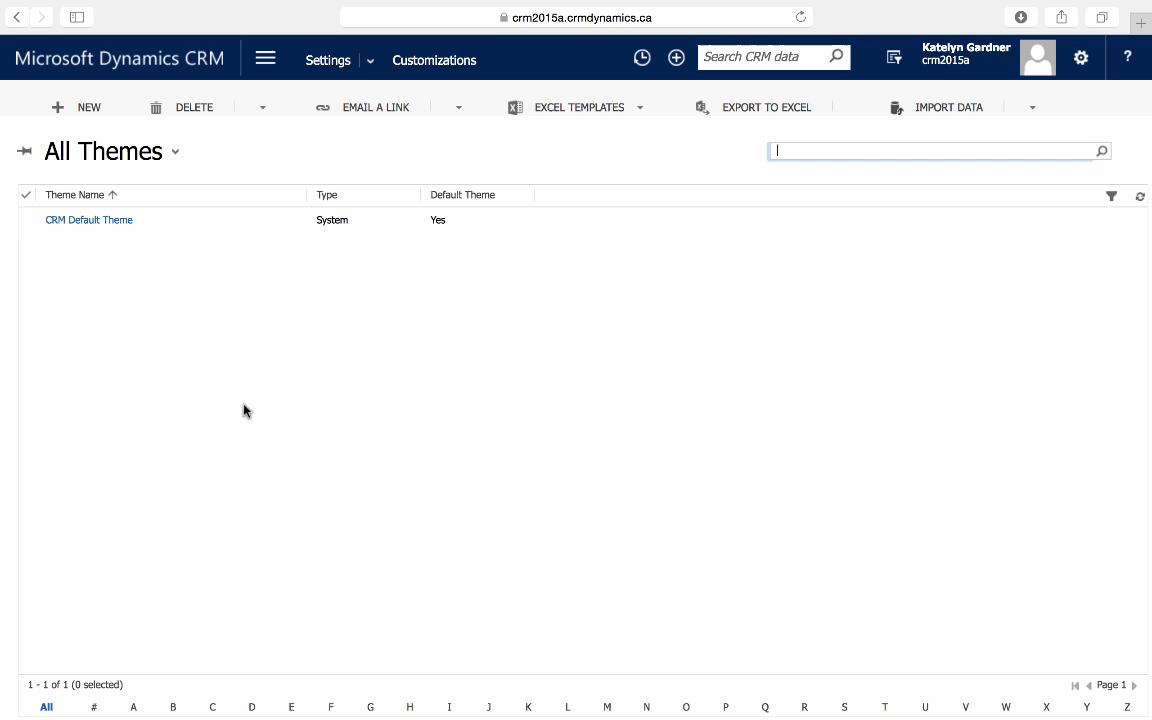 crm2015a.crmdynamics.ca
Microsoft Dynamics CRM Settings Customizations Search CRM data Katelyn Gardner
crm2015a
?
NEW DELETE EMAIL A LINK EXCEL TEMPLATES EXPORT TO EXCEL IMPORT DATA
All Themes
Theme Name Type Default Theme
CRM Default Theme System Yes
1 - 1 of 1 (0 selected) Page 1
All # A B C D E F G H I J K L M N O P Q R S T U V W X Y Z